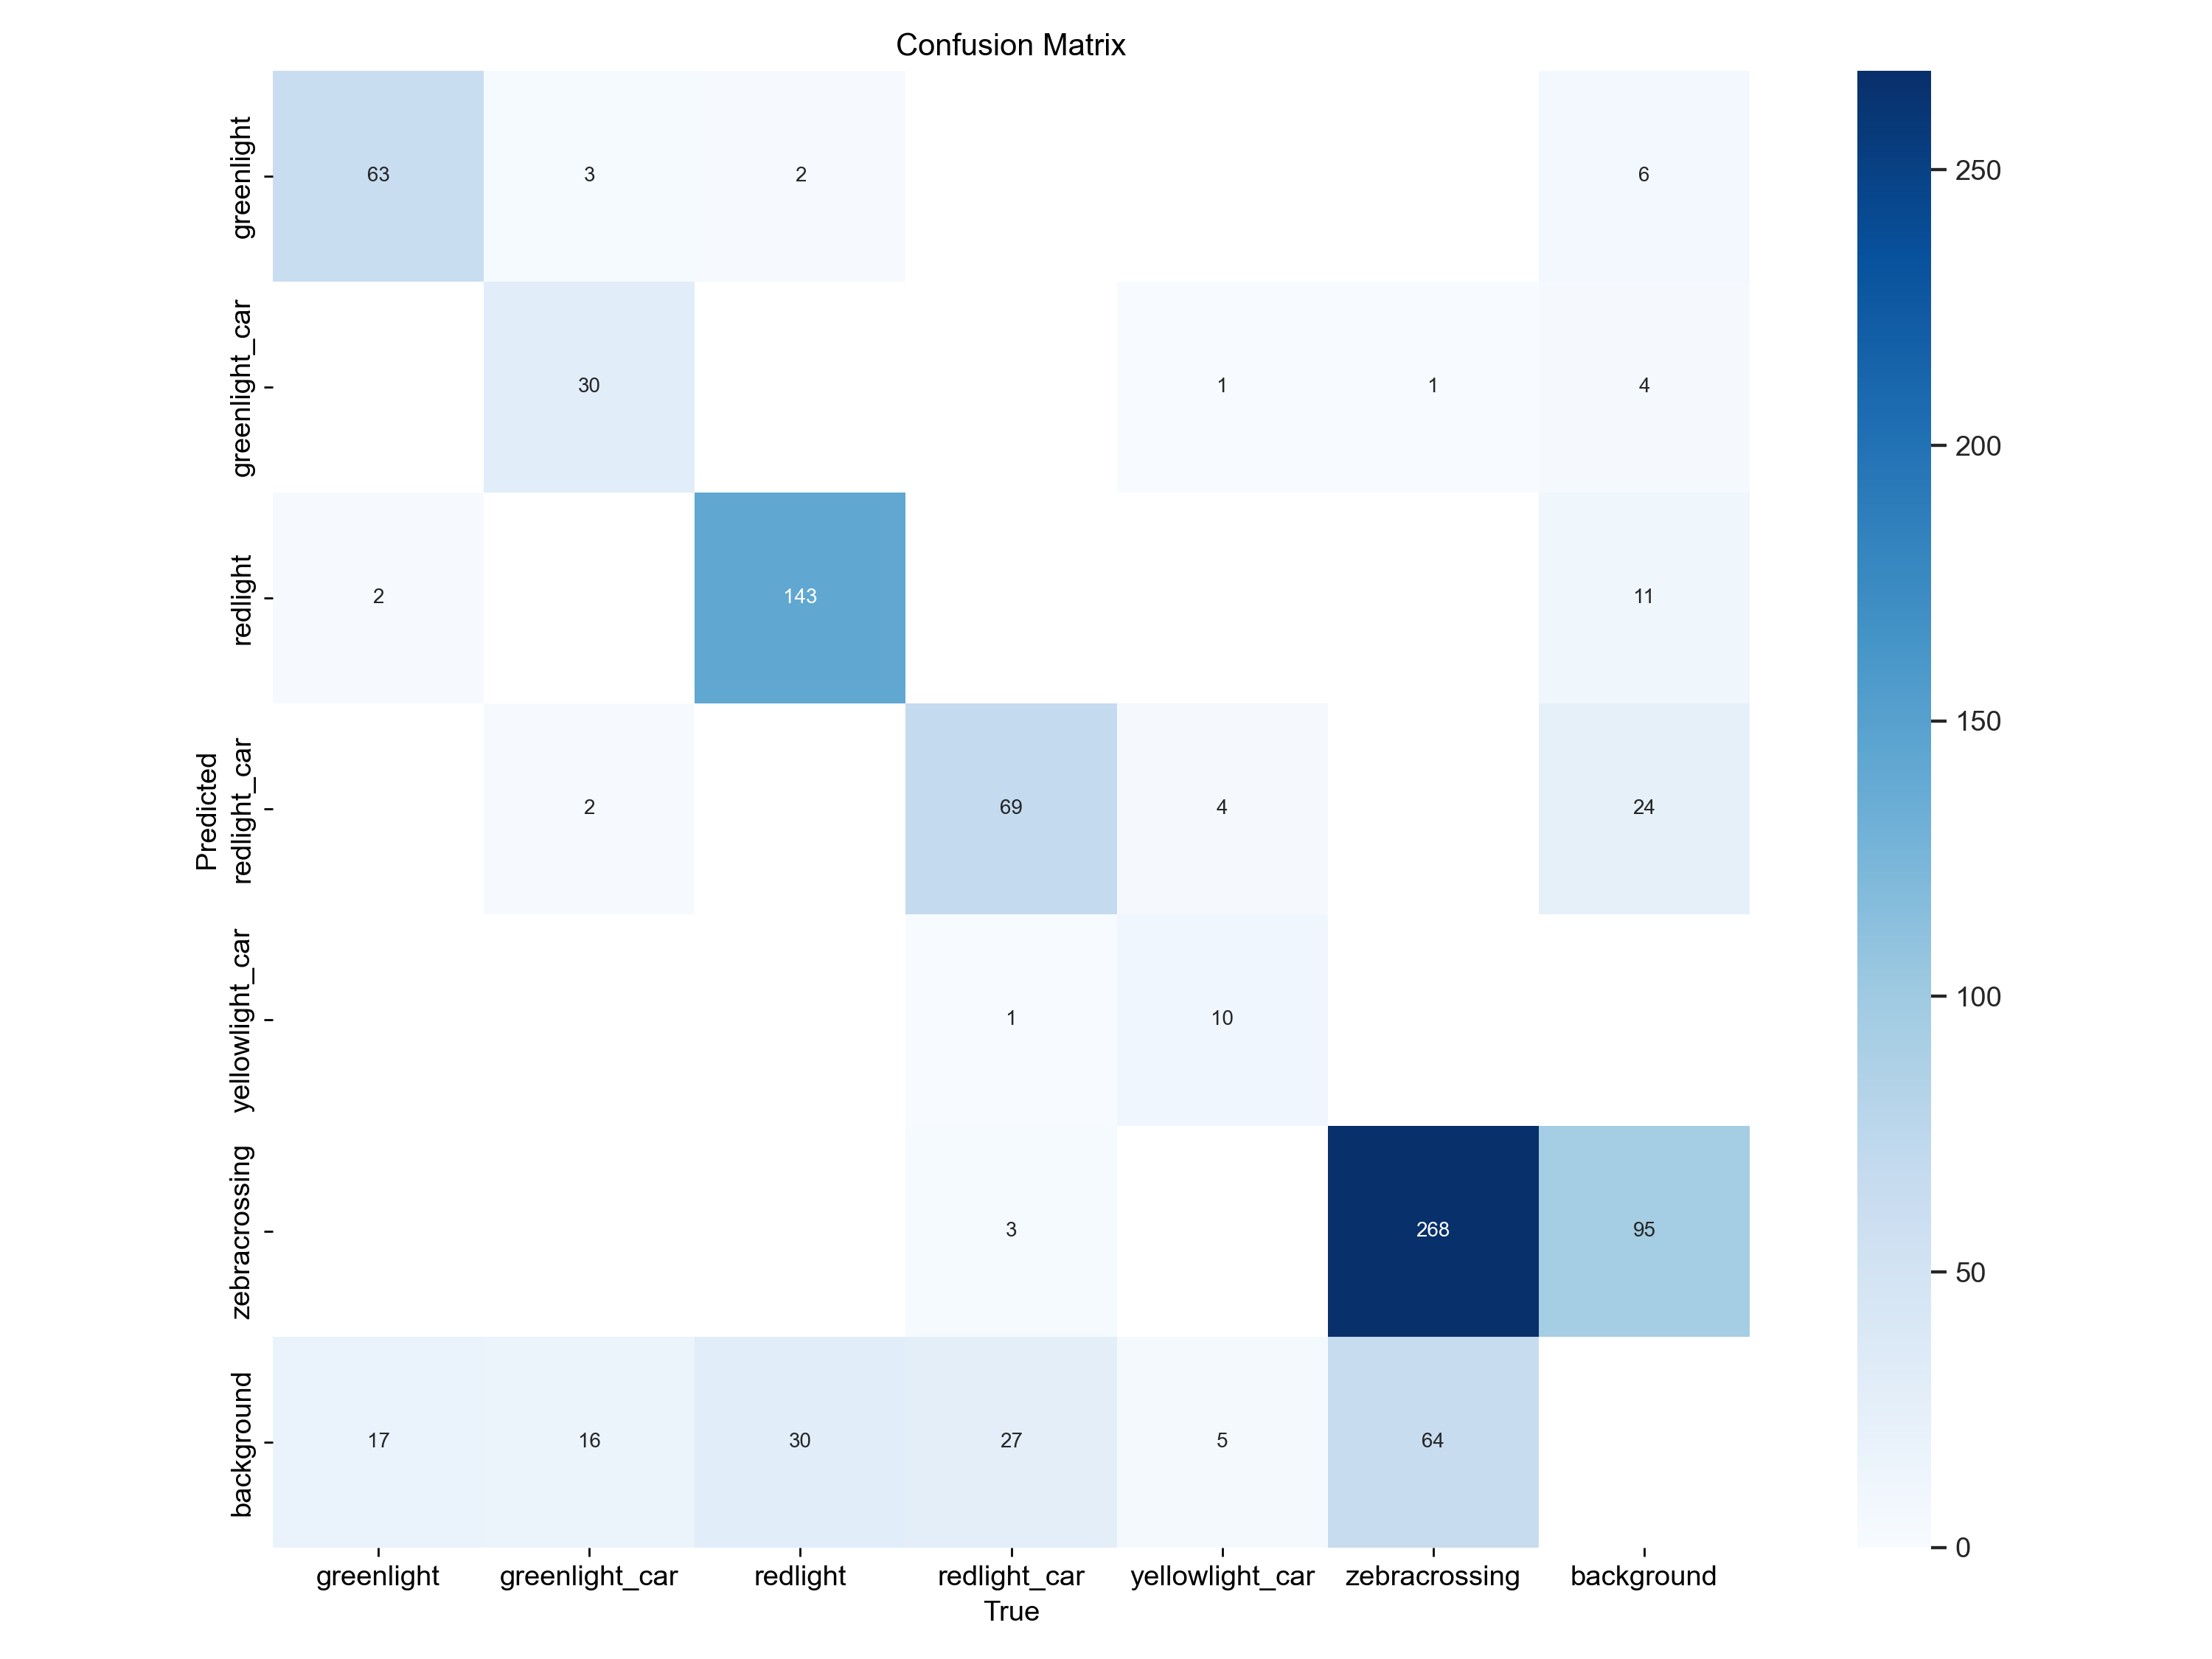 Confusion Matrix
greenlight 63 3 2 6
greenlight_car 30 1 1 4
redlight 2 143 11
Predicted
redlight_car 2 69 4 24
yellowlight_car 1 10
zebracrossing 3 268 95
background 17 16 30 27 5 64
greenlight greenlight_car redlight redlight_car yellowlight_car zebracrossing background
True
250
200
150
100
50
0